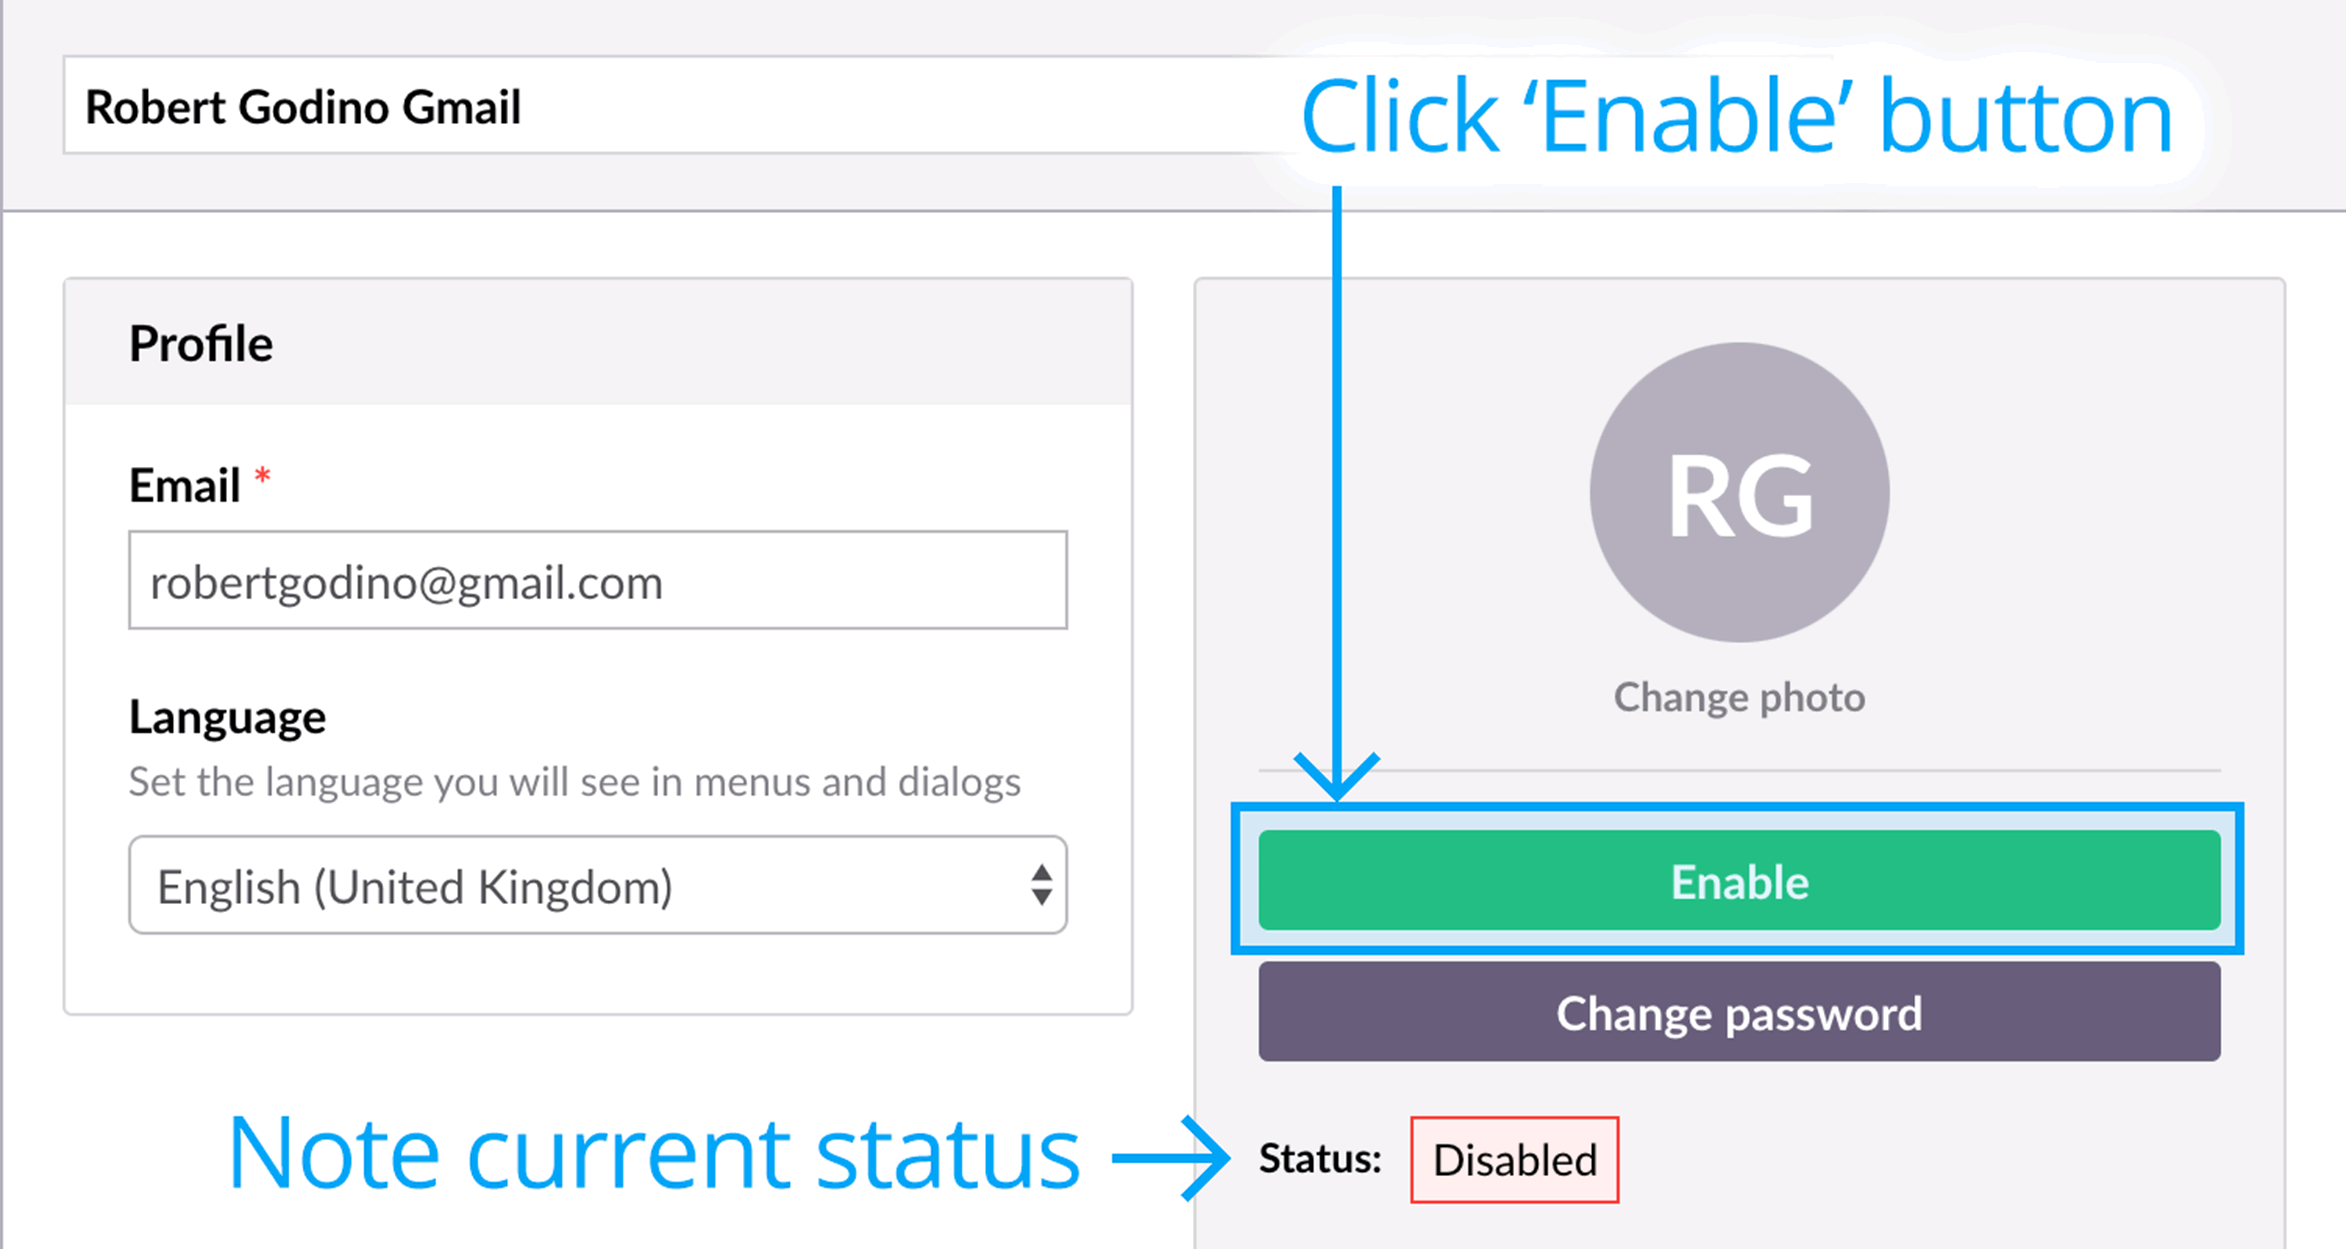 Robert Godino Gmail
Click ‘Enable’ button
Profile
Email *
robertgodino@gmail.com
Language
Set the language you will see in menus and dialogs
English (United Kingdom)
RG
Change photo
Enable
Change password
Note current status
Status: Disabled